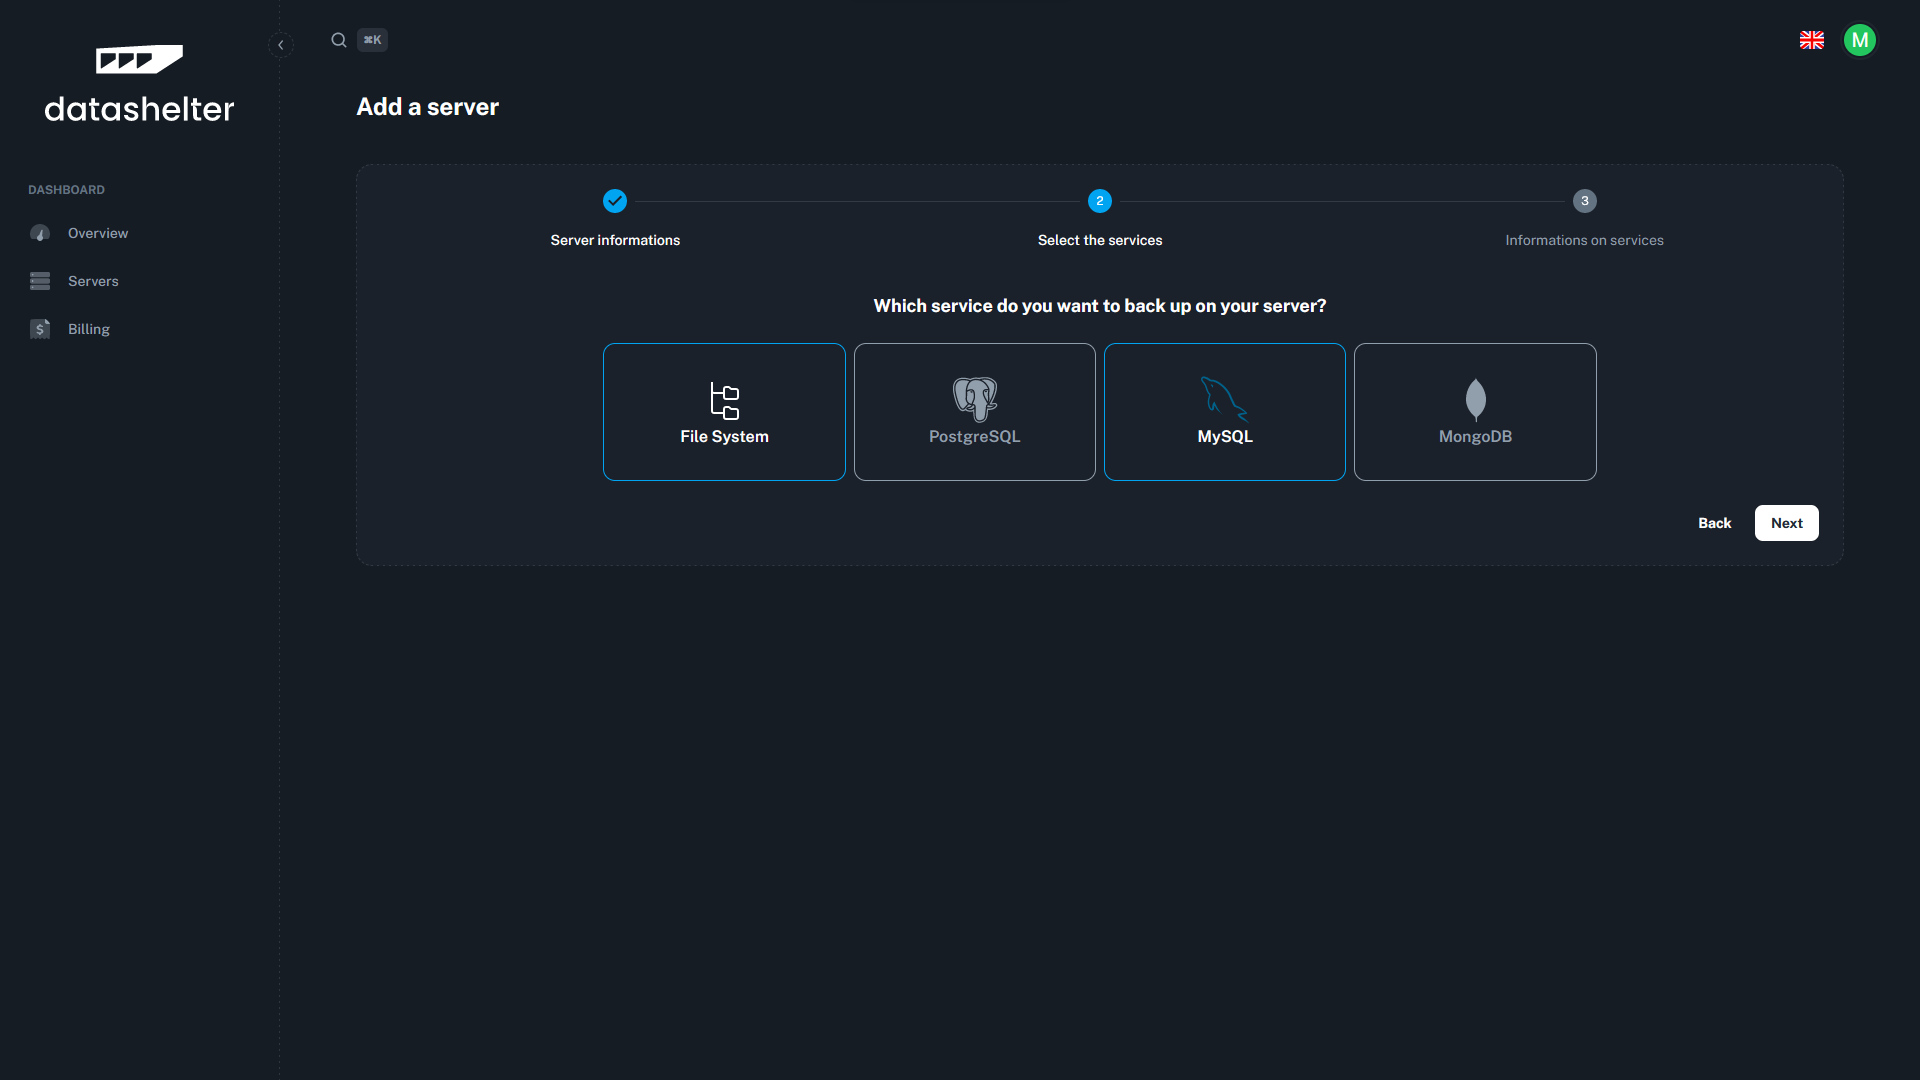 datashelter
⌘K
M
Add a server
DASHBOARD
Overview
Servers
$
Billing
2
3
Server informations
Select the services
Informations on services
Which service do you want to back up on your server?
File System
PostgreSQL
MySQL
MongoDB
Back
Next